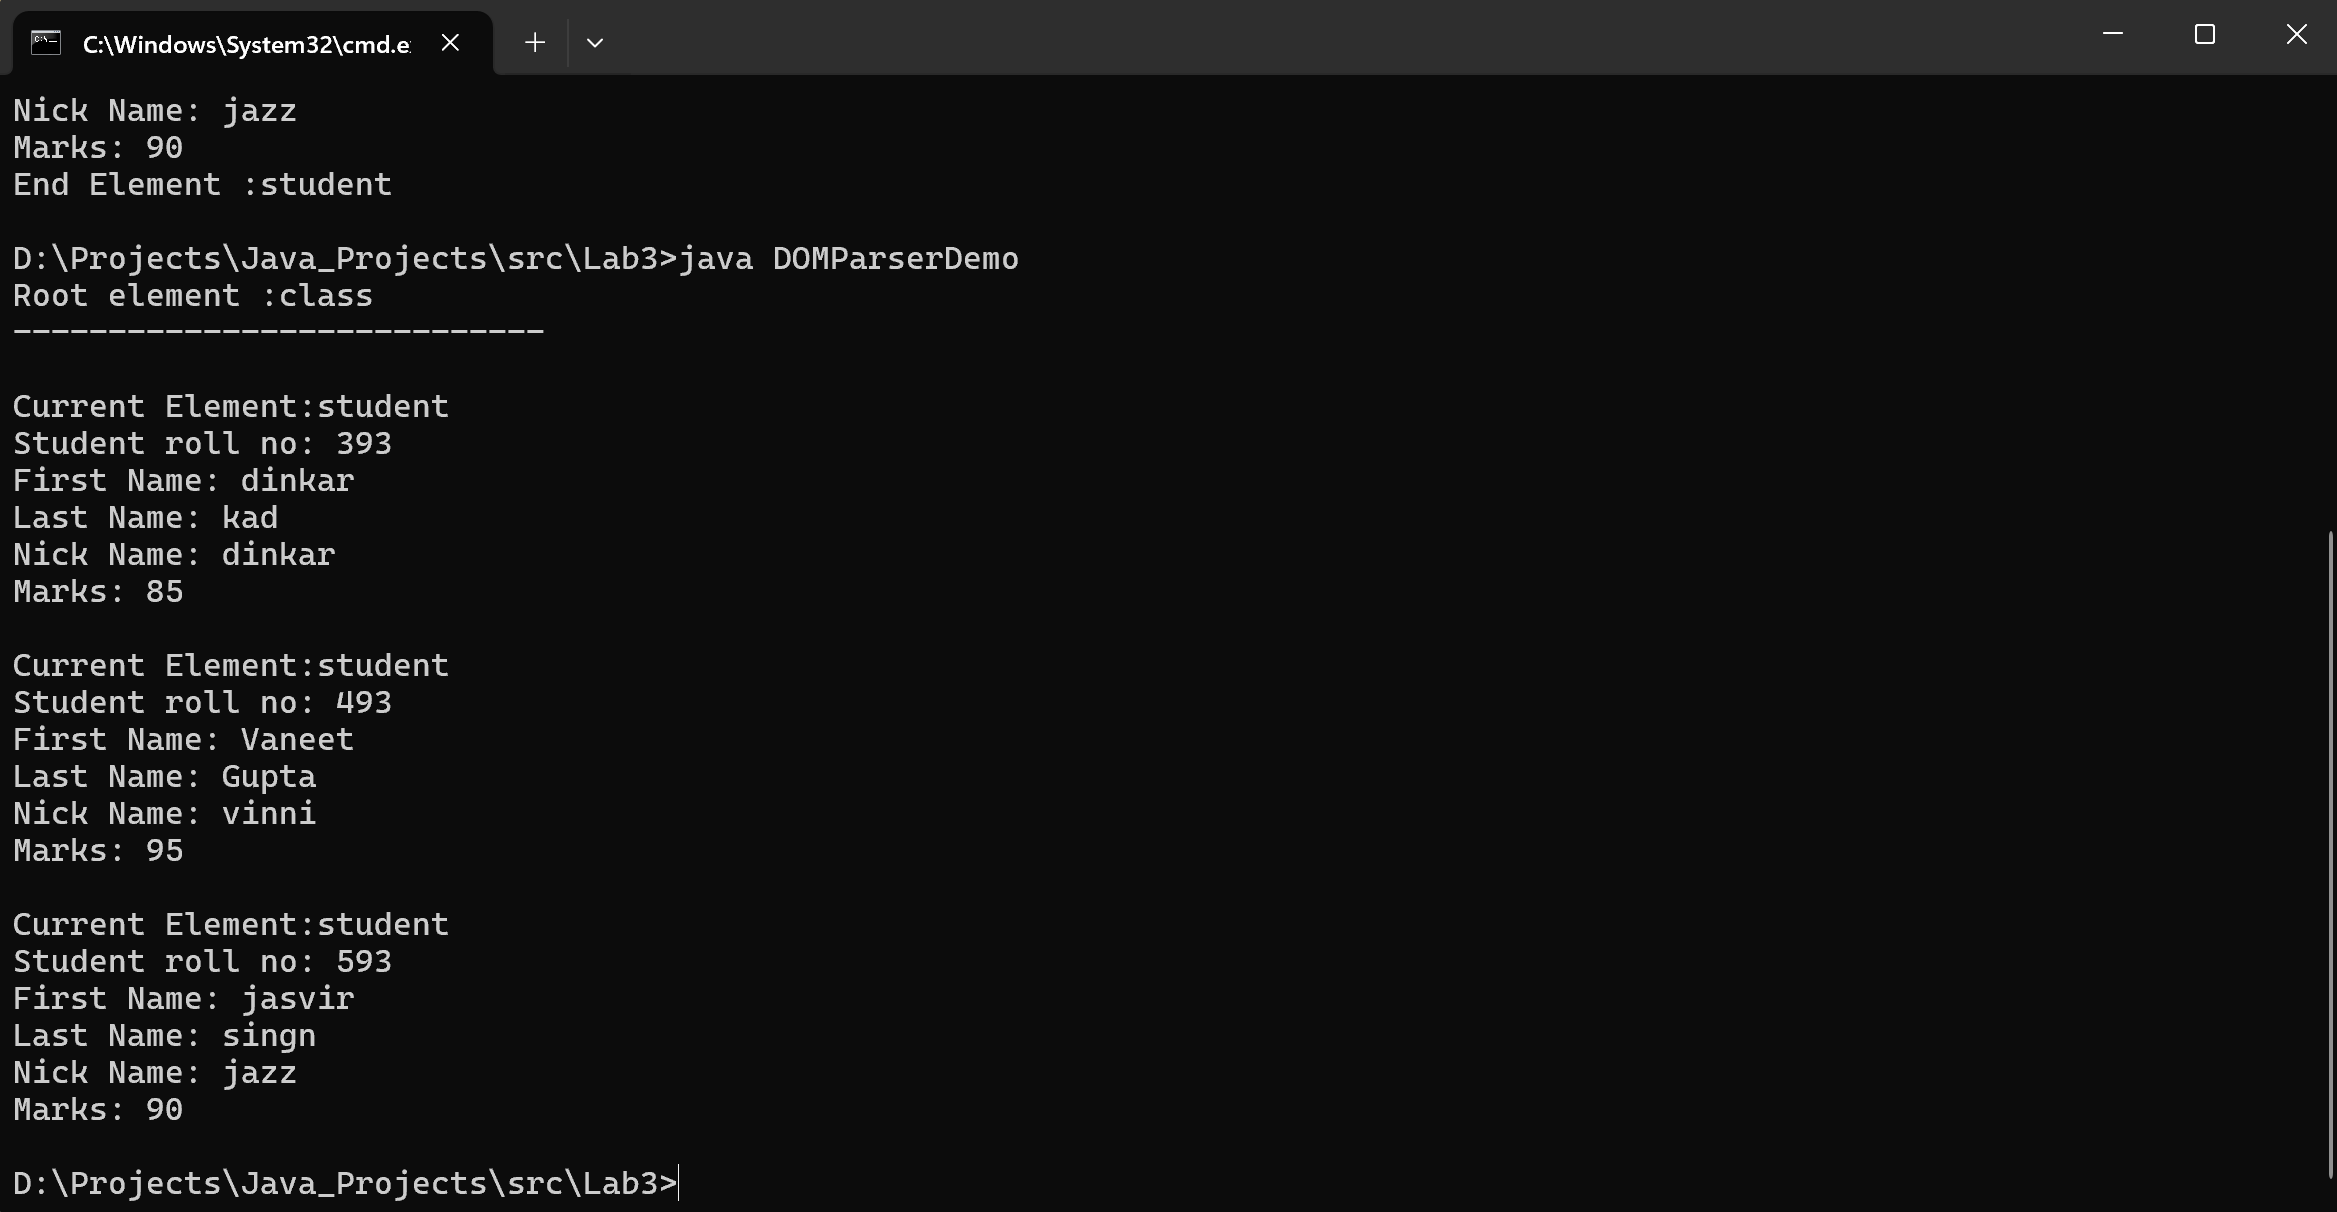 C:\Windows\System32\cmd.e
Nick Name: jazz
Marks: 90
End Element :student
D:\Projects\Java_Projects\src\Lab3>java DOMParserDemo
Root element :class
----------------------------
Current Element:student
Student roll no: 393
First Name: dinkar
Last Name: kad
Nick Name: dinkar
Marks: 85
Current Element:student
Student roll no: 493
First Name: Vaneet
Last Name: Gupta
Nick Name: vinni
Marks: 95
Current Element:student
Student roll no: 593
First Name: jasvir
Last Name: singn
Nick Name: jazz
Marks: 90
D:\Projects\Java_Projects\src\Lab3>